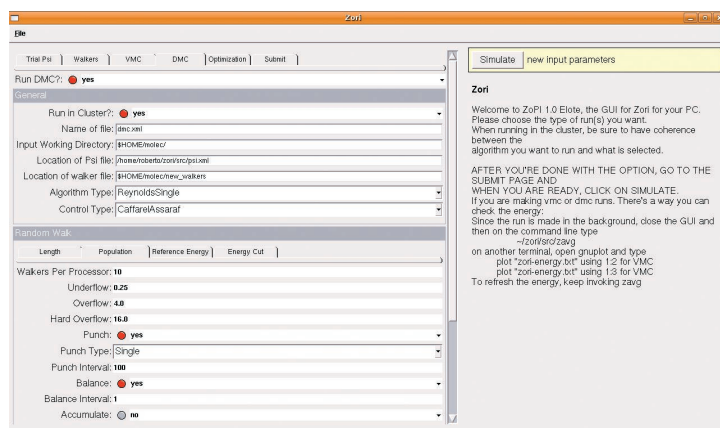 Zori
File
Trial Psi Walkers VMC DMC Optimization Submit
Run DMC?: yes
General
Run in Cluster?: yes
Name of file: dmc.xml
Input Working Directory: $HOME/molec/
Location of Psi file: /home/roberto/zori/src/psi.xml
Location of walker file: $HOME/molec/new_walkers
Algorithm Type: ReynoldsSingle
Control Type: CaffarelAssaraf
Random Walk
Length Population Reference Energy Energy Cut
Walkers Per Processor: 10
Underflow: 0.25
Overflow: 4.0
Hard Overflow: 16.0
Punch: yes
Punch Type: Single
Punch Interval: 100
Balance: yes
Balance Interval: 1
Accumulate: no
Simulate new input parameters
Zori
Welcome to ZoPI 1.0 Elote, the GUI for Zori for your PC.
Please choose the type of run(s) you want.
When running in the cluster, be sure to have coherence
between the
algorithm you want to run and what is selected.
AFTER YOU'RE DONE WITH THE OPTION, GO TO THE
SUBMIT PAGE AND
WHEN YOU ARE READY, CLICK ON SIMULATE.
If you are making vmc or dmc runs. There's a way you can
check the energy:
Since the run is made in the background, close the GUI and
then on the command line type
~/zori/src/zavg
on another terminal, open gnuplot and type
plot "zori-energy.txt" using 1:2 for VMC
plot "zori-energy.txt" using 1:3 for VMC
To refresh the energy, keep invoking zavg